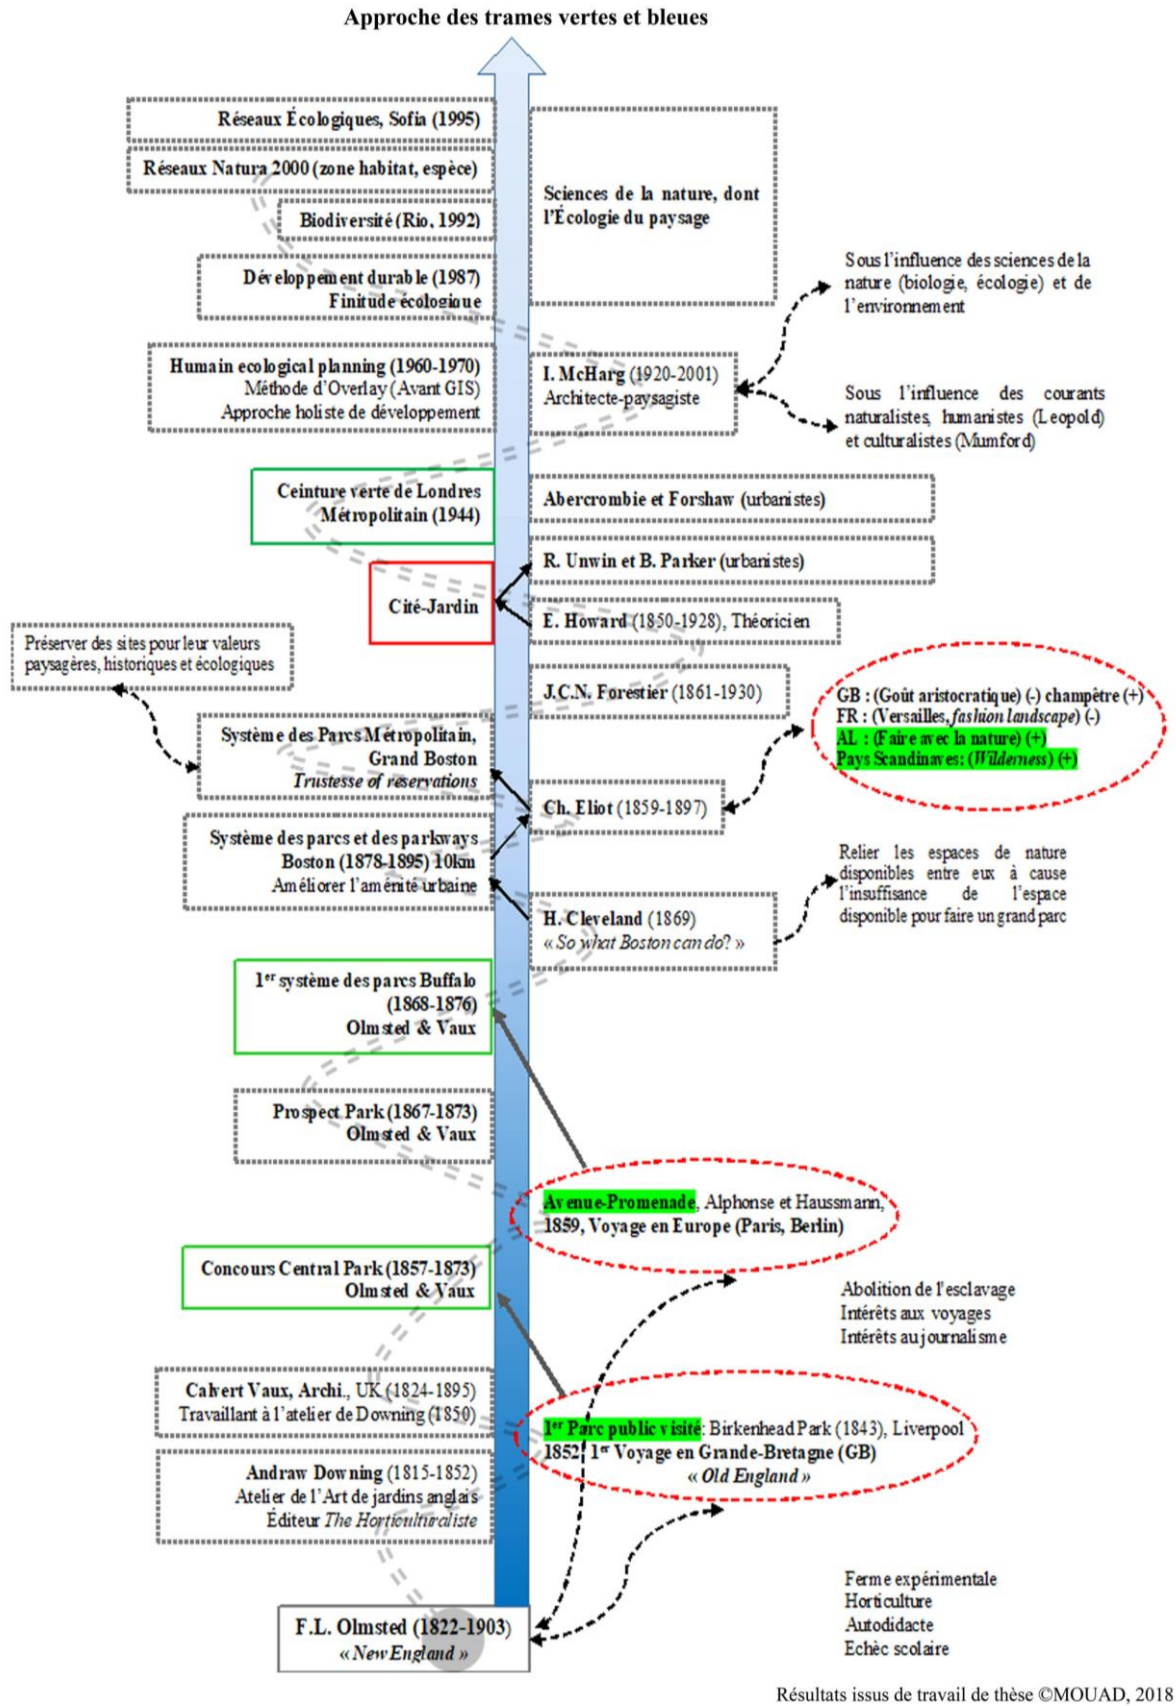 Approche des trames vertes et bleues
Réseaux Écologiques, Sofia (1995)
Réseaux Natura 2000 (zone habitat, espèce)
Biodiversité (Rio, 1992)
Développement durable (1987)
Finitude écologique
Sciences de la nature, dont
l'Écologie du paysage
Sous l'influence des sciences de la
nature (biologie, écologie) et de
l'environnement
Humain ecological planning (1960-1970)
Méthode d'Overlay (Avant GIS)
Approche holiste de développement
I. McHarg (1920-2001)
Architecte-paysagiste
Sous l'influence des courants
naturalistes, humanistes (Leopold)
et culturalistes (Mumford)
Ceinture verte de Londres
Métropolitain (1944)
Abercrombie et Forshaw (urbanistes)
R. Unwin et B. Parker (urbanistes)
Cité-Jardin
E. Howard (1850-1928), Théoricien
Préserver des sites pour leur valeurs
paysagères, historiques et écologiques
J.C.N. Forestier (1861-1930)
GB : (Goût aristocratique) (-) champêtre (+)
FR : (Versailles, fashion landscape) (-)
AL : (Faire avec la nature) (+)
Pays Scandinaves: (Wilderness) (+)
Système des Parcs Métropolitain,
Grand Boston
Trustesse of reservations
Ch. Eliot (1859-1897)
Système des parcs et des parkways
Boston (1878-1895) 10km
Améliorer l'aménité urbaine
Relier les espaces de nature
disponibles entre eux à cause
l'insuffisance de l'espace
disponible pour faire un grand parc
H. Cleveland (1869)
« So what Boston can do? »
1er système des parcs Buffalo
(1868-1876)
Olmsted & Vaux
Prospect Park (1867-1873)
Olmsted & Vaux
Avenue-Promenade, Alphonse et Haussmann,
1859, Voyage en Europe (Paris, Berlin)
Concours Central Park (1857-1873)
Olmsted & Vaux
Abolition de l'esclavage
Intérêts aux voyages
Intérêts au journalisme
Calvert Vaux, Archi., UK (1824-1895)
Travaillant à l'atelier de Downing (1850)
1er Parc public visité: Birkenhead Park (1843), Liverpool
1852, 1er Voyage en Grande-Bretagne (GB)
« Old England »
Andraw Downing (1815-1852)
Atelier de l'Art de jardins anglais
Éditeur The Horticulturaliste
Ferme expérimentale
Horticulture
Autodidacte
Echèc scolaire
F.L. Olmsted (1822-1903)
« New England »
Résultats issus de travail de thèse ©MOUAD, 2018